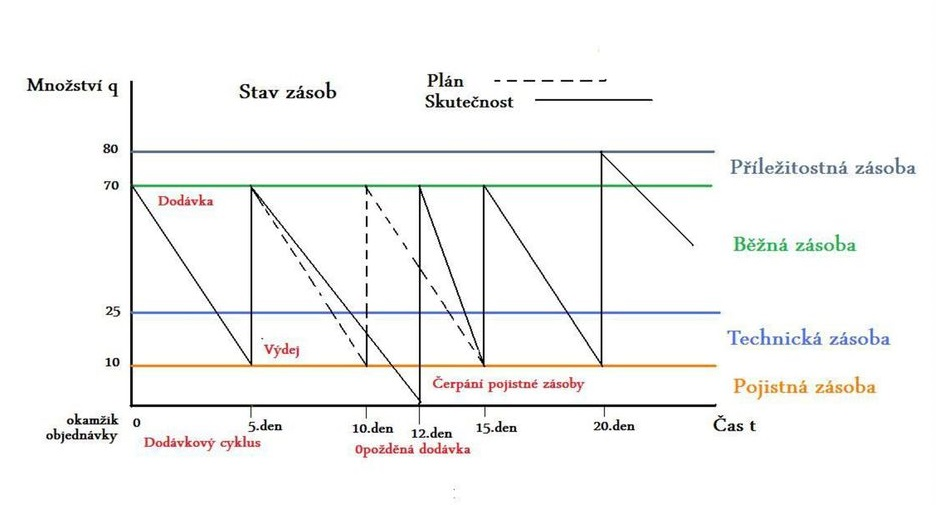 Množství q
Stav zásob
Plán
Skutečnost
80
Příležitostná zásoba
70
Dodávka
Běžná zásoba
25
Technická zásoba
Výdej
10
Čerpání pojistné zásoby
Pojistná zásoba
okamžik
objednávky
0
5.den
10.den
12.den
15.den
20.den
Čas t
Dodávkový cyklus
0požděná dodávka